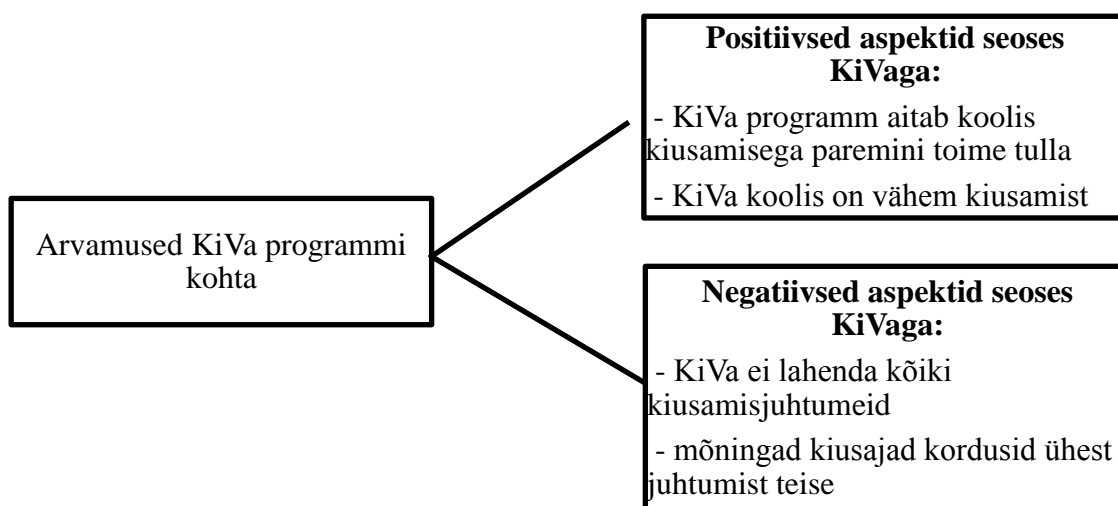 Positiivsed aspektid seoses
KiVaga:
- KiVa programm aitab koolis
kiusamisega paremini toime tulla
- KiVa koolis on vähem kiusamist
Arvamused KiVa programmi
kohta
Negatiivsed aspektid seoses
KiVaga:
- KiVa ei lahenda kõiki
kiusamisjuhtumeid
- mõningad kiusajad kordusid ühest
juhtumist teise